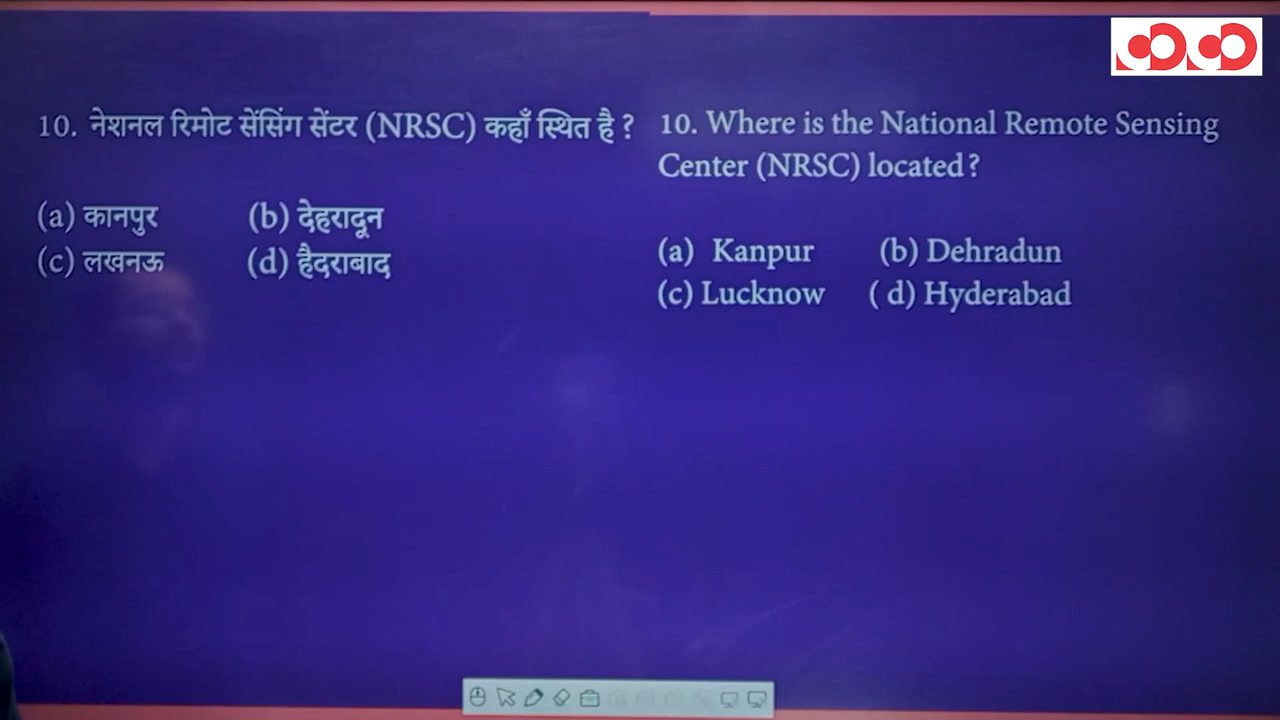 10. नेशनल रिमोट सेंसिंग सेंटर (NRSC) कहाँ स्थित है ?
(a) कानपुर (b) देहरादून
(c) लखनऊ (d) हैदराबाद
10. Where is the National Remote Sensing
Center (NRSC) located ?
(a) Kanpur (b) Dehradun
(c) Lucknow ( d) Hyderabad